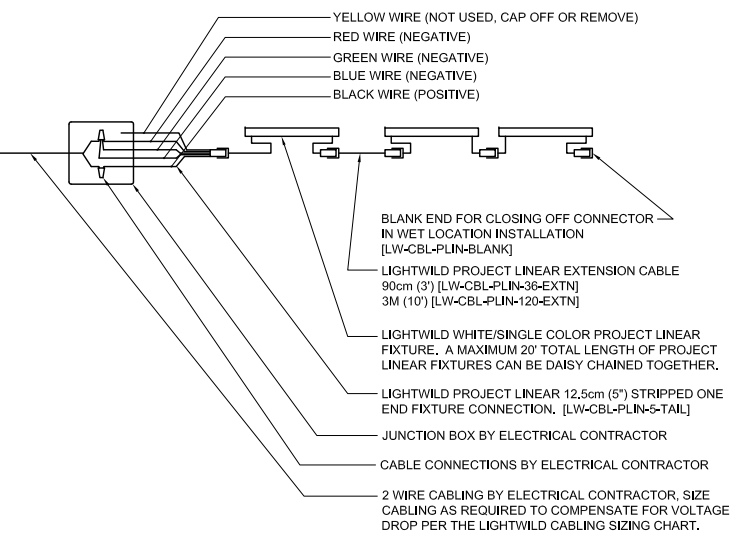 YELLOW WIRE (NOT USED, CAP OFF OR REMOVE)
RED WIRE (NEGATIVE)
GREEN WIRE (NEGATIVE)
BLUE WIRE (NEGATIVE)
BLACK WIRE (POSITIVE)
BLANK END FOR CLOSING OFF CONNECTOR
IN WET LOCATION INSTALLATION
[LW-CBL-PLIN-BLANK]
LIGHTWILD PROJECT LINEAR EXTENSION CABLE
90cm (3') [LW-CBL-PLIN-36-EXTN]
3M (10') [LW-CBL-PLIN-120-EXTN]
LIGHTWILD WHITE/SINGLE COLOR PROJECT LINEAR
FIXTURE. A MAXIMUM 20' TOTAL LENGTH OF PROJECT
LINEAR FIXTURES CAN BE DAISY CHAINED TOGETHER.
LIGHTWILD PROJECT LINEAR 12.5cm (5") STRIPPED ONE
END FIXTURE CONNECTION. [LW-CBL-PLIN-5-TAIL]
JUNCTION BOX BY ELECTRICAL CONTRACTOR
CABLE CONNECTIONS BY ELECTRICAL CONTRACTOR
2 WIRE CABLING BY ELECTRICAL CONTRACTOR, SIZE
CABLING AS REQUIRED TO COMPENSATE FOR VOLTAGE
DROP PER THE LIGHTWILD CABLING SIZING CHART.